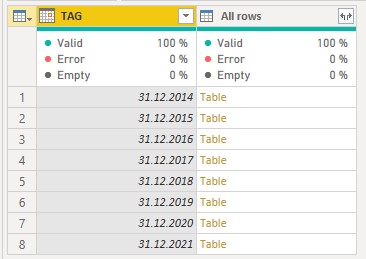 TAG All rows
Valid 100 % Valid 100 %
Error 0 % Error 0 %
Empty 0 % Empty 0 %
1 31.12.2014 Table
2 31.12.2015 Table
3 31.12.2016 Table
4 31.12.2017 Table
5 31.12.2018 Table
6 31.12.2019 Table
7 31.12.2020 Table
8 31.12.2021 Table